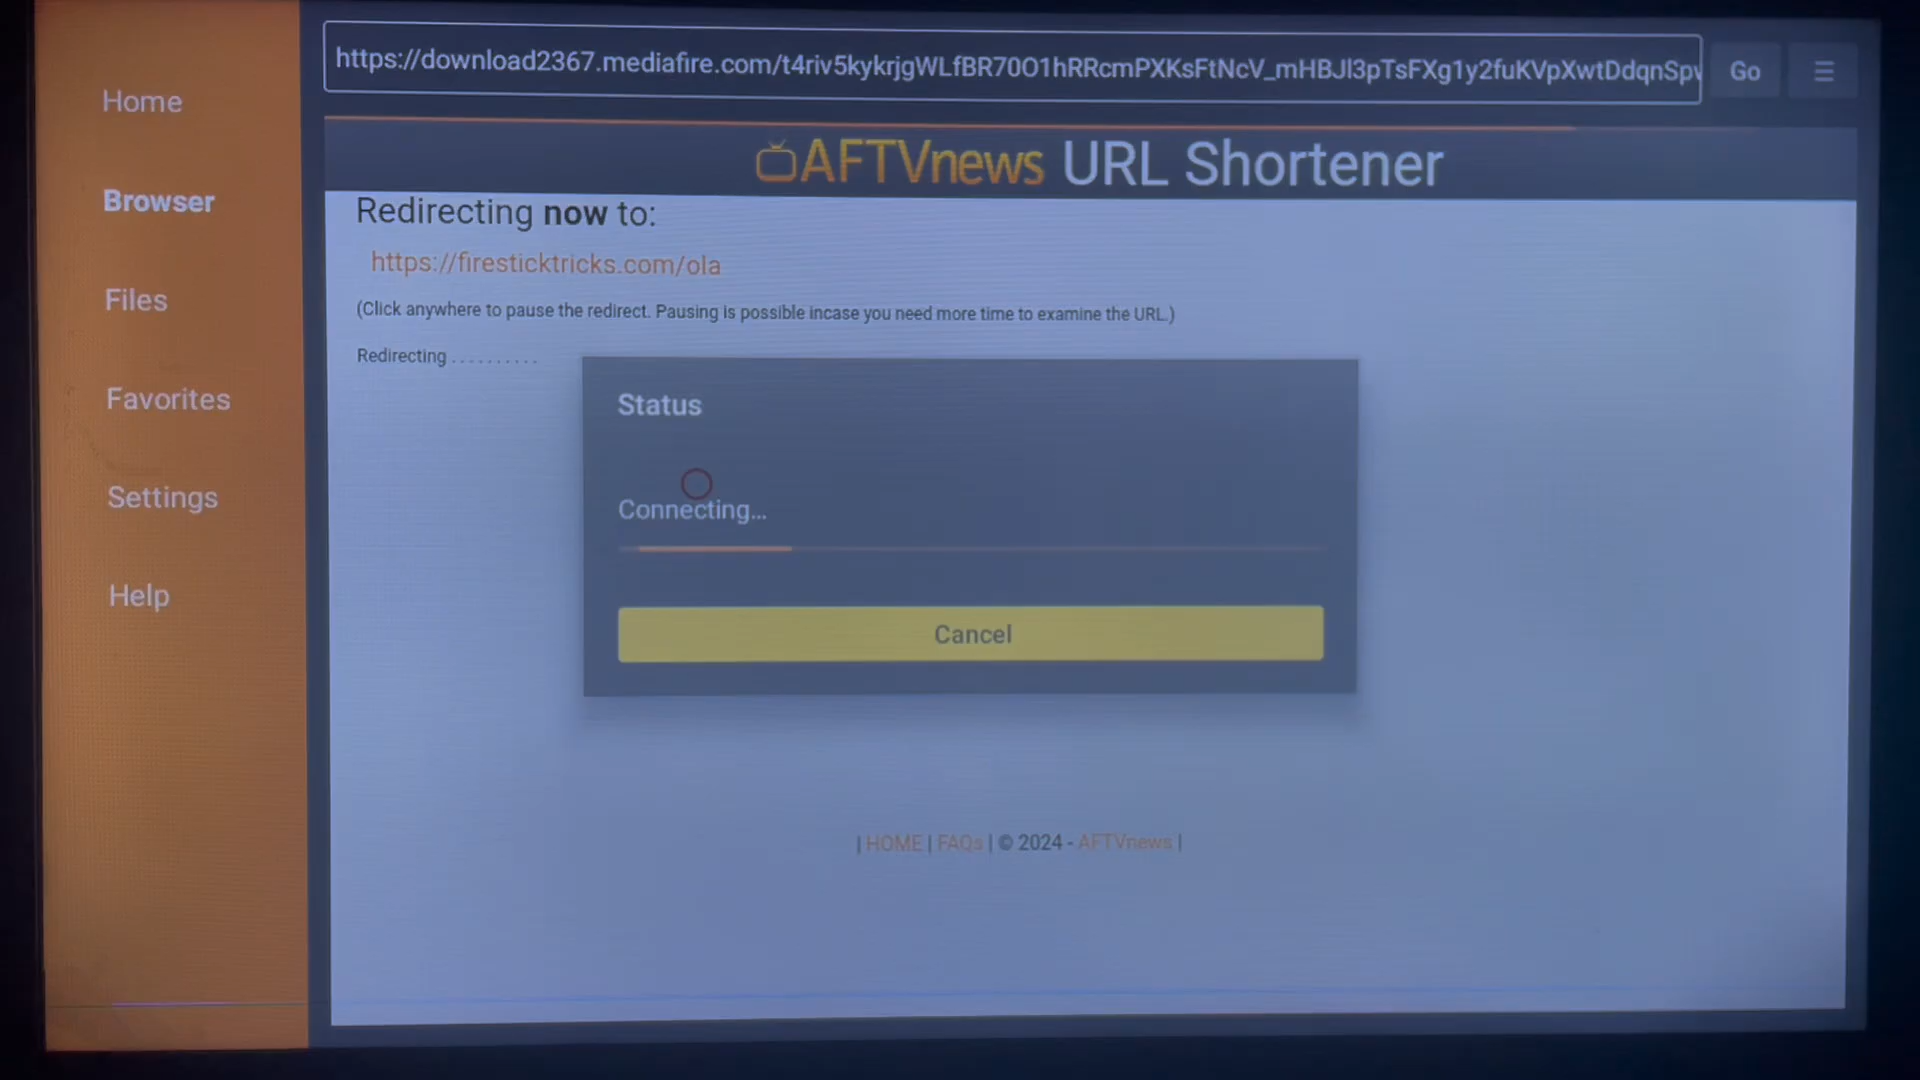 https://download2367.mediafire.com/t4riv5kykrjgWLfBR70O1hRRcmPXKsFtNcV_mHBJl3pTsFXg1y2fuKVpXwtDdqnSpv
Go
Home
Browser
Files
Favorites
Settings
Help
AFTVnews URL Shortener
Redirecting now to:
https://firesticktricks.com/ola
(Click anywhere to pause the redirect. Pausing is possible incase you need more time to examine the URL.)
Redirecting . . . . . . . . . .
Status
Connecting...
Cancel
| HOME | FAQs | © 2024 - AFTVnews |